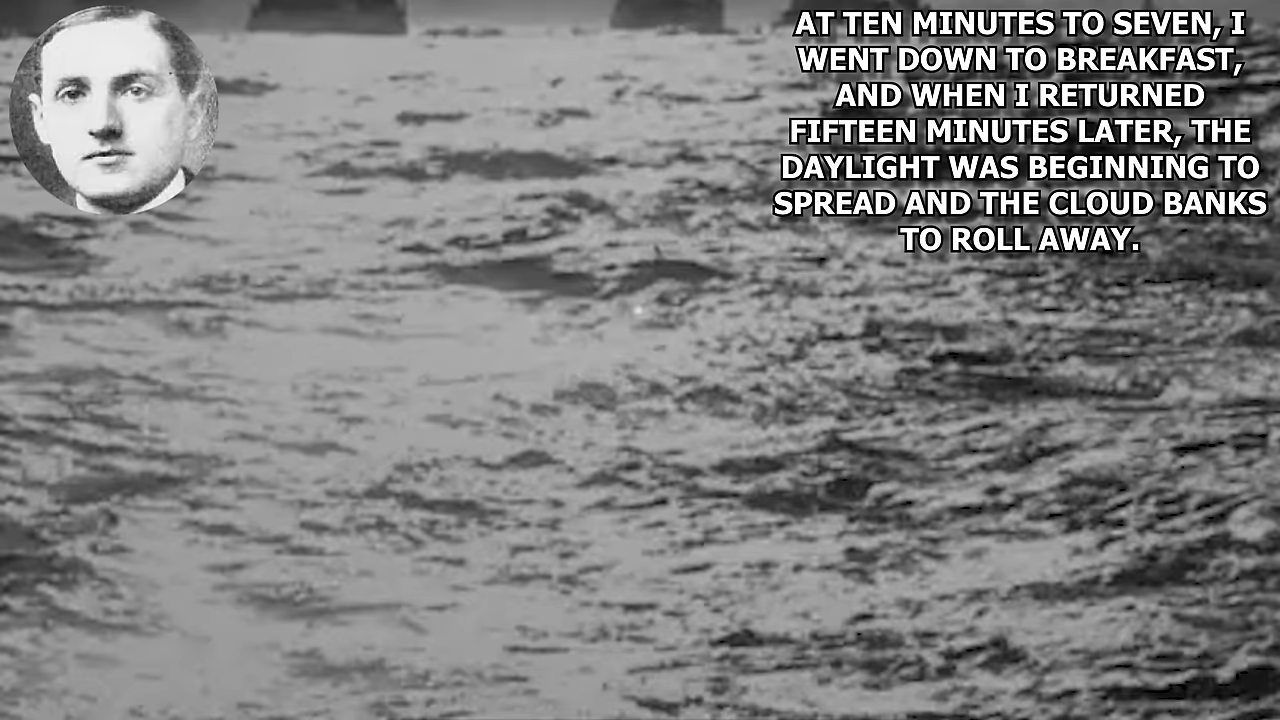 AT TEN MINUTES TO SEVEN, I
WENT DOWN TO BREAKFAST,
AND WHEN I RETURNED
FIFTEEN MINUTES LATER, THE
DAYLIGHT WAS BEGINNING TO
SPREAD AND THE CLOUD BANKS
TO ROLL AWAY.